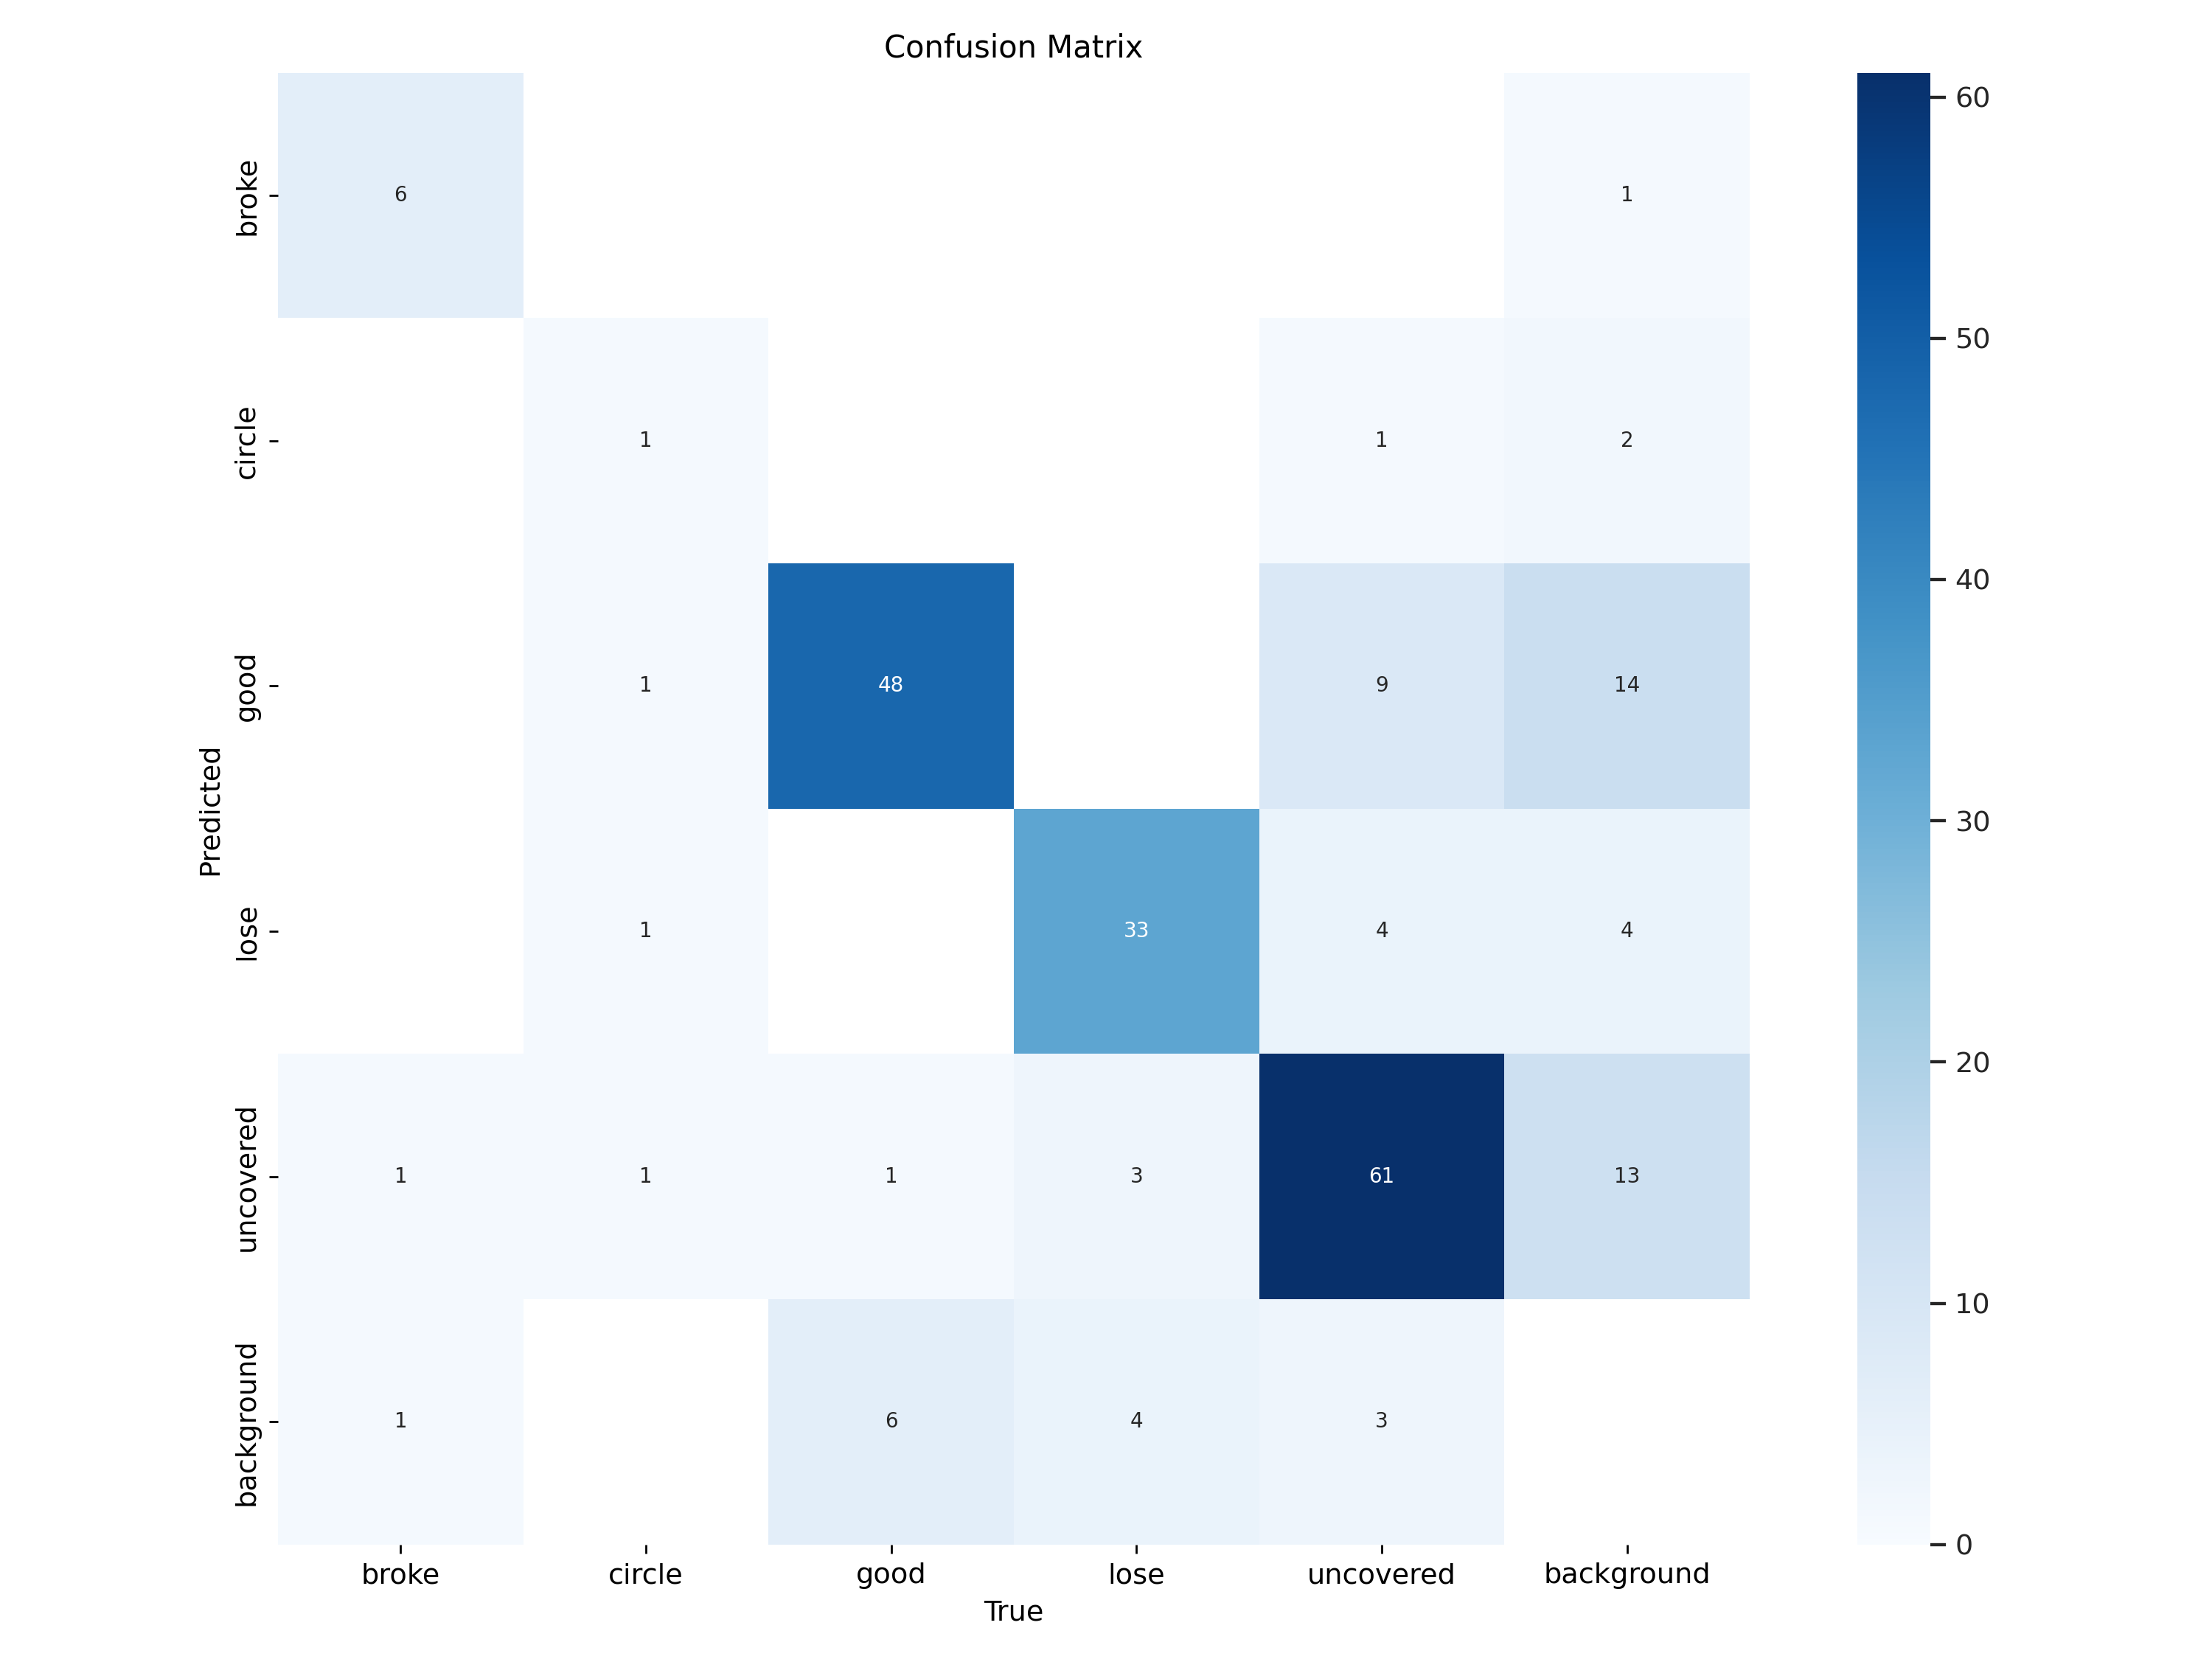 Confusion Matrix
broke 6 1
circle 1 1 2
good 1 48 9 14
lose 1 33 4 4
uncovered 1 1 1 3 61 13
background 1 6 4 3
broke circle good lose uncovered background
True
Predicted
60
50
40
30
20
10
0